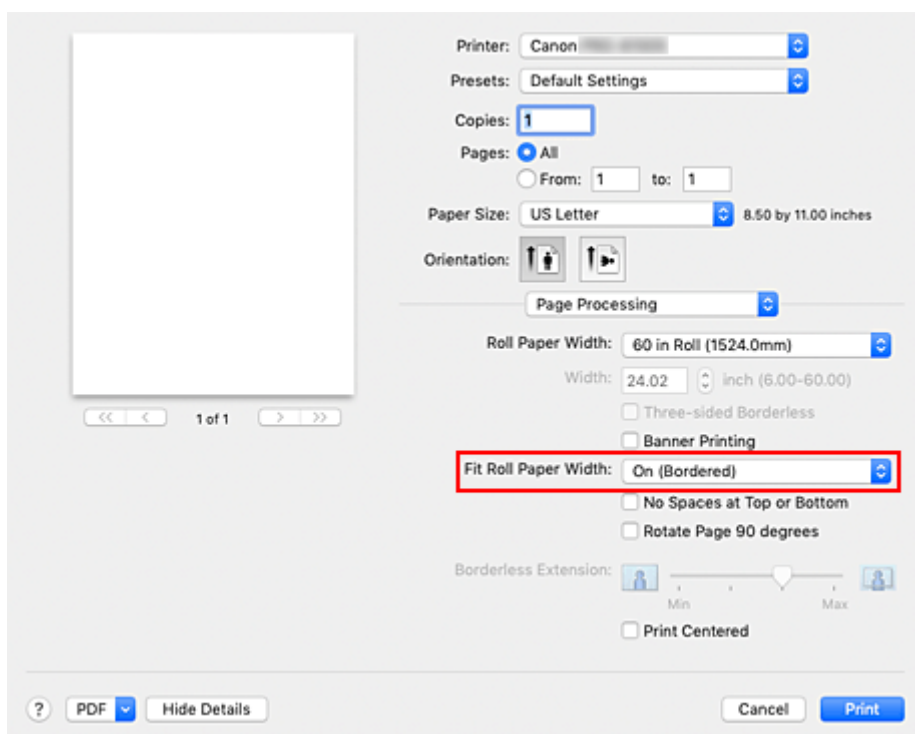 Printer: Canon
Presets: Default Settings
Copies: 1
Pages: All
From: 1 to: 1
Paper Size: US Letter 8.50 by 11.00 inches
Orientation:
Page Processing
Roll Paper Width: 60 in Roll (1524.0mm)
Width: 24.02 inch (6.00-60.00)
Three-sided Borderless
Banner Printing
<< < 1 of 1 > >>
Fit Roll Paper Width: On (Bordered)
No Spaces at Top or Bottom
Rotate Page 90 degrees
Borderless Extension:
Min Max
Print Centered
? PDF Hide Details Cancel Print